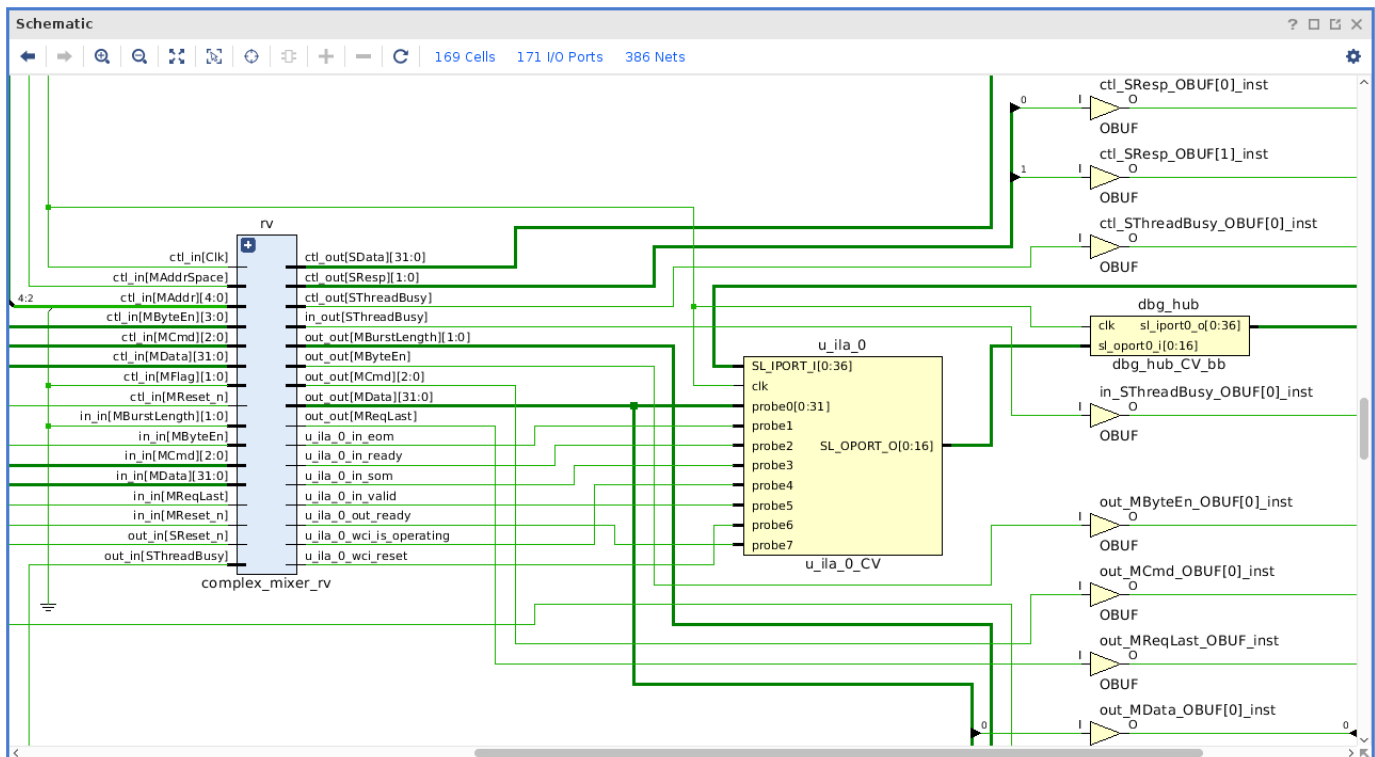 Schematic
169 Cells 171 I/O Ports 386 Nets
ctl_SResp_OBUF[0]_inst
0 I O
OBUF
ctl_SResp_OBUF[1]_inst
1 I O
OBUF
ctl_SThreadBusy_OBUF[0]_inst
I O
OBUF
rv
ctl_in[Clk] ctl_out[SData][31:0]
ctl_in[MAddrSpace] ctl_out[SResp][1:0]
4:2 ctl_in[MAddr][4:0] ctl_out[SThreadBusy]
ctl_in[MByteEn][3:0] in_out[SThreadBusy]
ctl_in[MCmd][2:0] out_out[MBurstLength][1:0]
ctl_in[MData][31:0] out_out[MByteEn]
ctl_in[MFlag][1:0] out_out[MCmd][2:0]
ctl_in[MReset_n] out_out[MData][31:0]
in_in[MBurstLength][1:0] out_out[MReqLast]
in_in[MByteEn] u_ila_0_in_eom
in_in[MCmd][2:0] u_ila_0_in_ready
in_in[MData][31:0] u_ila_0_in_som
in_in[MReqLast] u_ila_0_in_valid
in_in[MReset_n] u_ila_0_out_ready
out_in[SReset_n] u_ila_0_wci_is_operating
out_in[SThreadBusy] u_ila_0_wci_reset
complex_mixer_rv
u_ila_0
SL_IPORT_I[0:36]
clk
probe0[0:31]
probe1
probe2 SL_OPORT_O[0:16]
probe3
probe4
probe5
probe6
probe7
u_ila_0_CV
dbg_hub
clk sl_iport0_o[0:36]
sl_oport0_i[0:16]
dbg_hub_CV_bb
in_SThreadBusy_OBUF[0]_inst
I O
OBUF
out_MByteEn_OBUF[0]_inst
I O
OBUF
out_MCmd_OBUF[0]_inst
I O
OBUF
out_MReqLast_OBUF_inst
I O
OBUF
out_MData_OBUF[0]_inst
0 I O 0